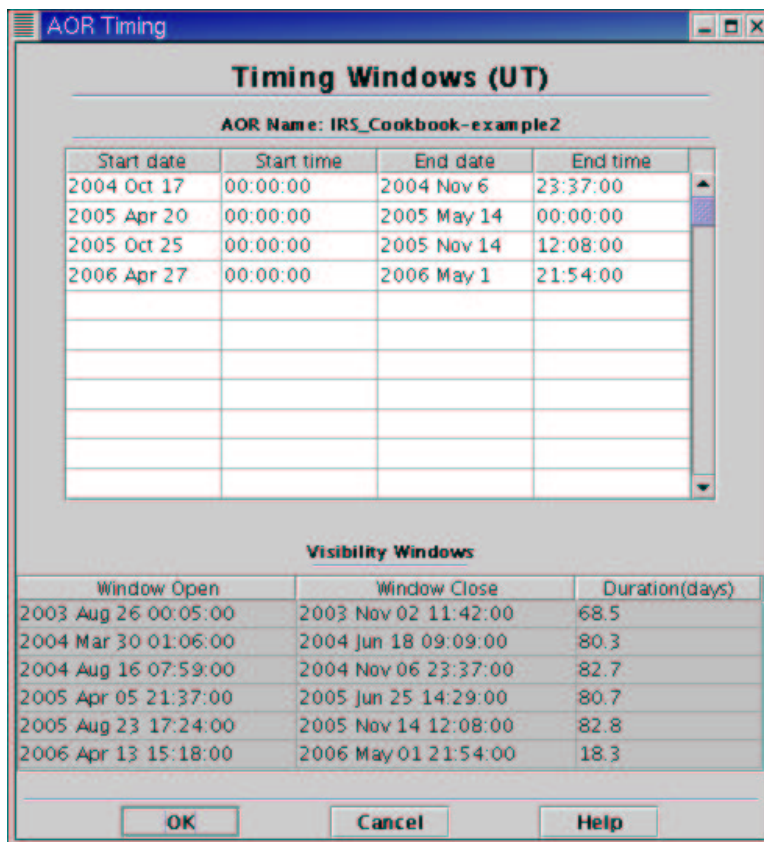 AOR Timing
Timing Windows (UT)
AOR Name: IRS_Cookbook-example2
Start date Start time End date End time
2004 Oct 17 00:00:00 2004 Nov 6 23:37:00
2005 Apr 20 00:00:00 2005 May 14 00:00:00
2005 Oct 25 00:00:00 2005 Nov 14 12:08:00
2006 Apr 27 00:00:00 2006 May 1 21:54:00
Visibility Windows
Window Open Window Close Duration(days)
2003 Aug 26 00:05:00 2003 Nov 02 11:42:00 68.5
2004 Mar 30 01:06:00 2004 Jun 18 09:09:00 80.3
2004 Aug 16 07:59:00 2004 Nov 06 23:37:00 82.7
2005 Apr 05 21:37:00 2005 Jun 25 14:29:00 80.7
2005 Aug 23 17:24:00 2005 Nov 14 12:08:00 82.8
2006 Apr 13 15:18:00 2006 May 01 21:54:00 18.3
OK Cancel Help